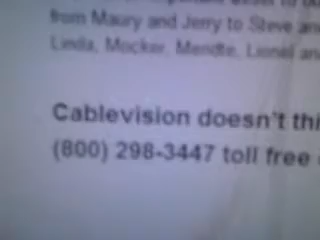 from Maury and Jerry to Steve and
Linda, Mocker, Mendte, Lionel an
Cablevision doesn't thi
(800) 298-3447 toll free